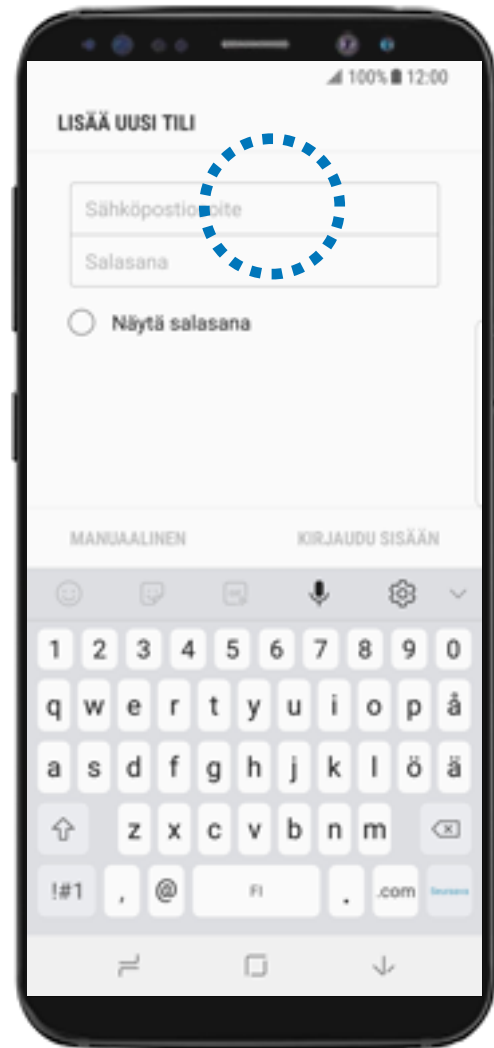 100% 12:00
LISÄÄ UUSI TILI
Sähköpostiosoite
Salasana
Näytä salasana
MANUAALINEN KIRJAUDU SISÄÄN
1 2 3 4 5 6 7 8 9 0
q w e r t y u i o p å
a s d f g h j k l ö ä
z x c v b n m
!#1 , @ FI . .com Seuraava